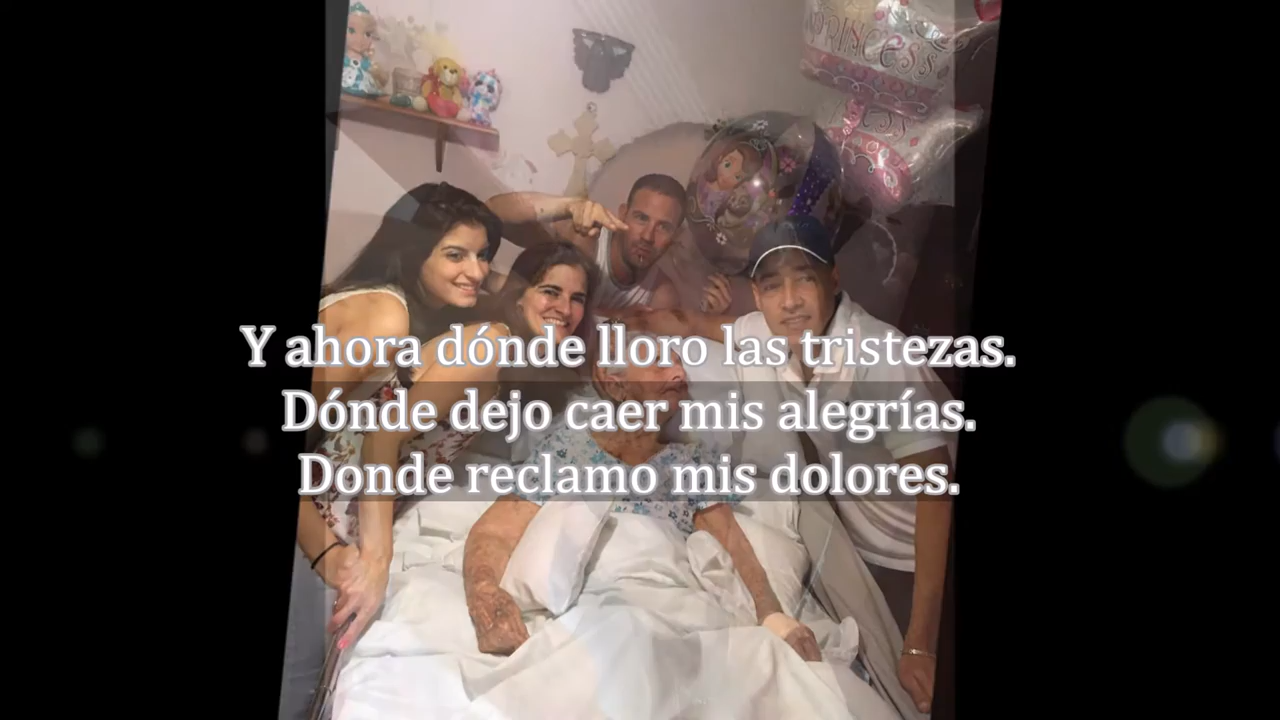 PRINCESS
Y ahora dónde lloro las tristezas.
Dónde dejo caer mis alegrías.
Donde reclamo mis dolores.